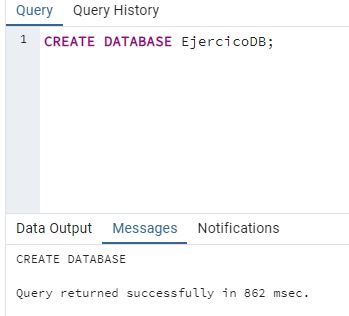 Query Query History
1 CREATE DATABASE EjercicoDB;
Data Output Messages Notifications
CREATE DATABASE
Query returned successfully in 862 msec.